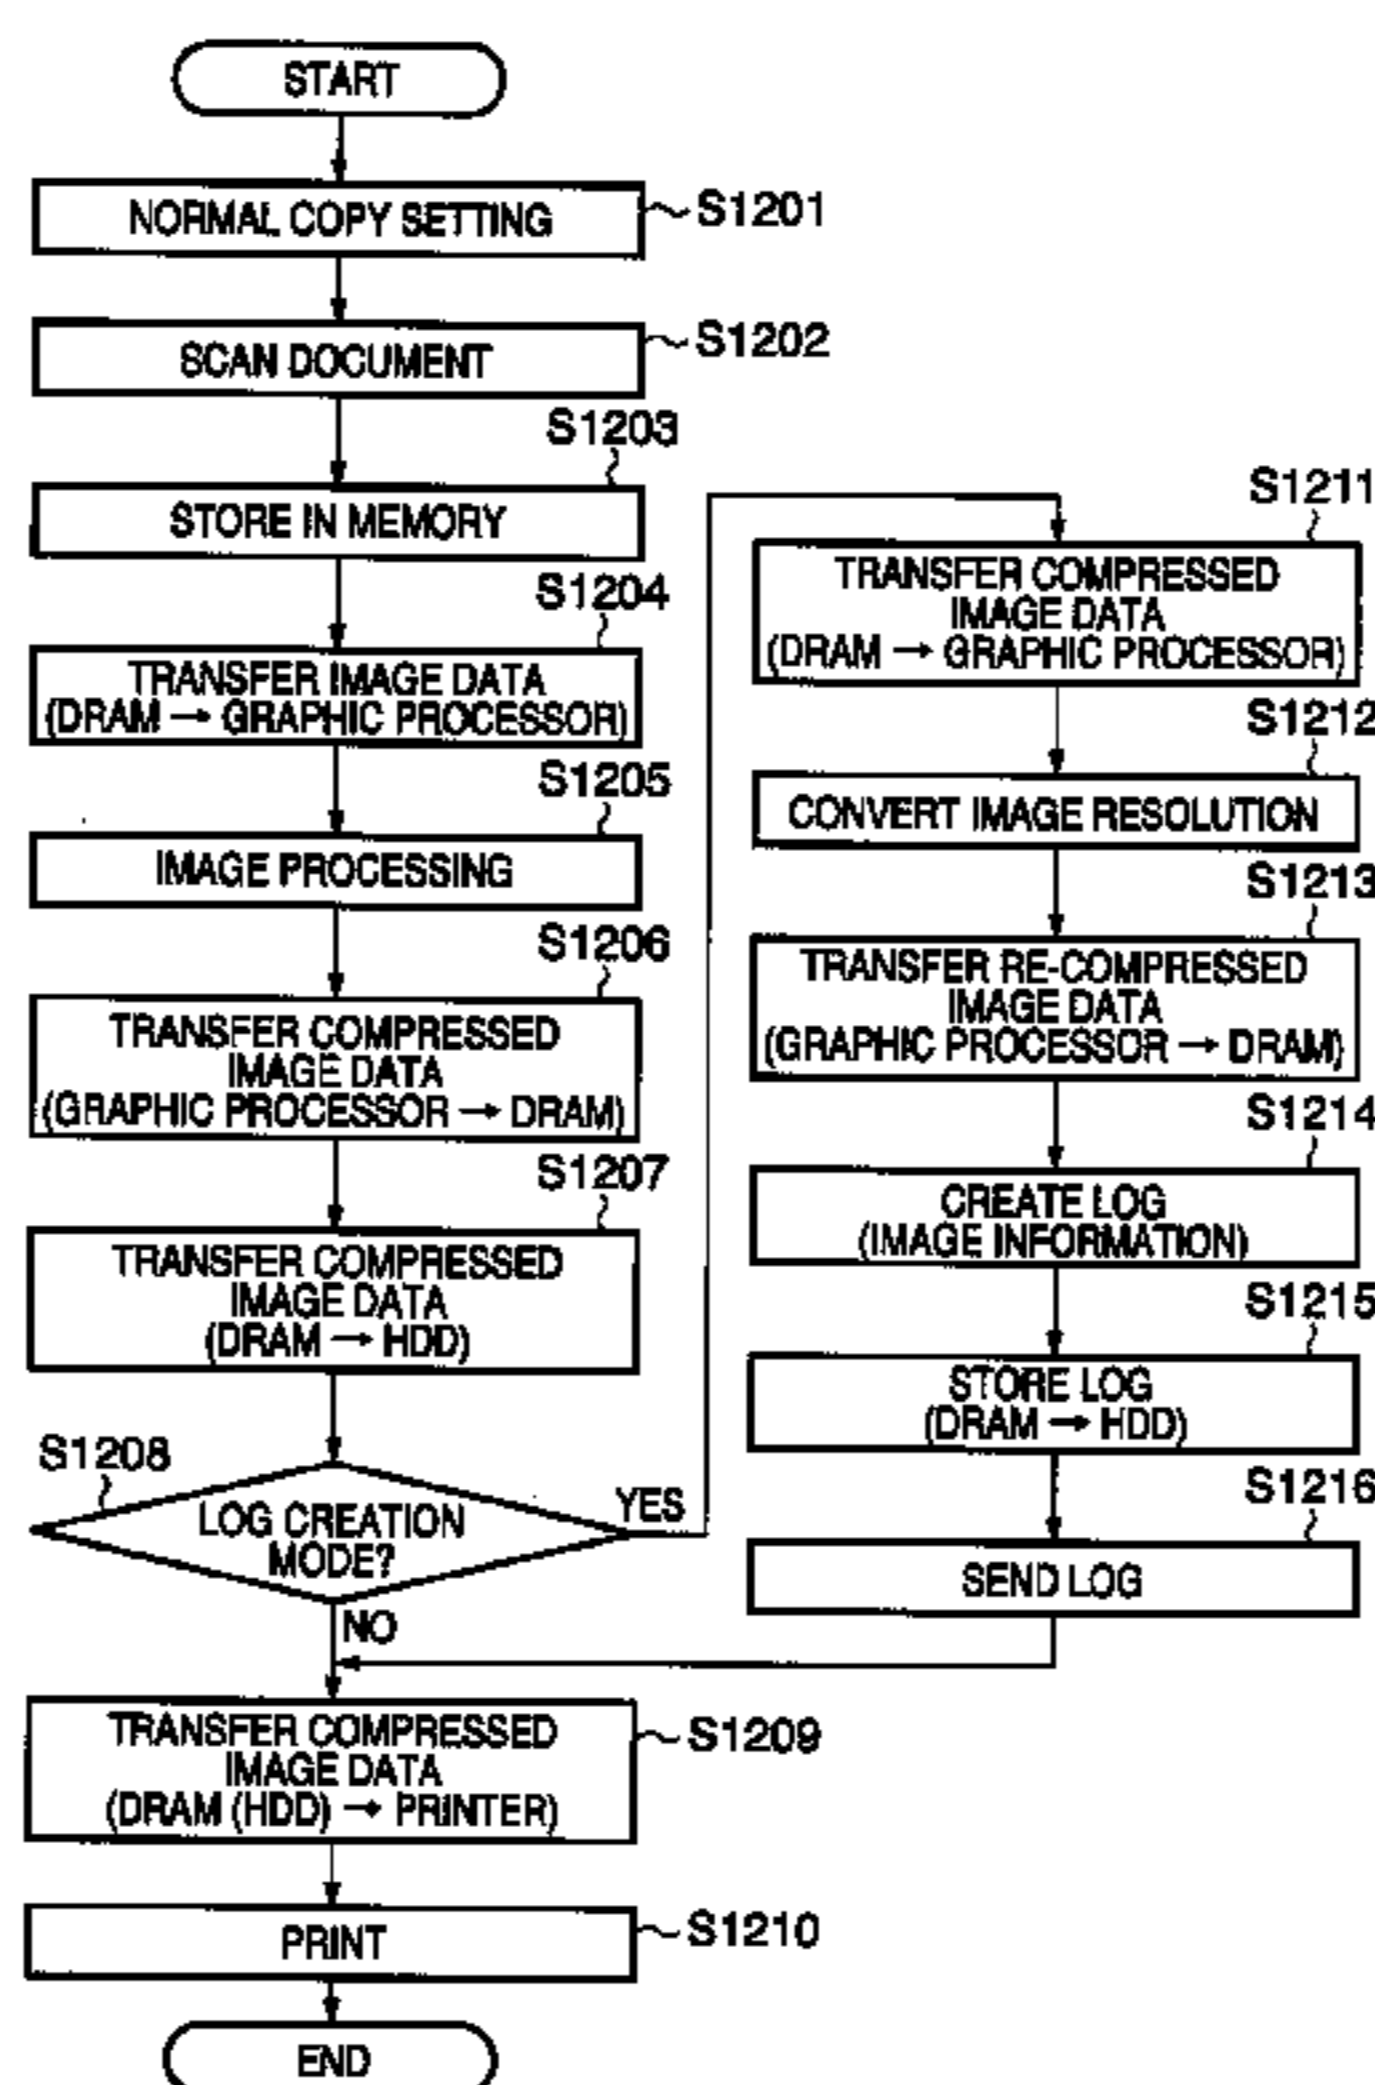 START
NORMAL COPY SETTING
S1201
SCAN DOCUMENT
S1202
S1203
STORE IN MEMORY
S1204
TRANSFER IMAGE DATA
(DRAM → GRAPHIC PROCESSOR)
S1205
IMAGE PROCESSING
S1206
TRANSFER COMPRESSED
IMAGE DATA
(GRAPHIC PROCESSOR → DRAM)
S1207
TRANSFER COMPRESSED
IMAGE DATA
(DRAM → HDD)
S1208
LOG CREATION
MODE?
YES
NO
S1211
TRANSFER COMPRESSED
IMAGE DATA
(DRAM → GRAPHIC PROCESSOR)
S1212
CONVERT IMAGE RESOLUTION
S1213
TRANSFER RE-COMPRESSED
IMAGE DATA
(GRAPHIC PROCESSOR → DRAM)
S1214
CREATE LOG
(IMAGE INFORMATION)
S1215
STORE LOG
(DRAM → HDD)
S1216
SEND LOG
TRANSFER COMPRESSED
IMAGE DATA
(DRAM (HDD) → PRINTER)
S1209
PRINT
S1210
END